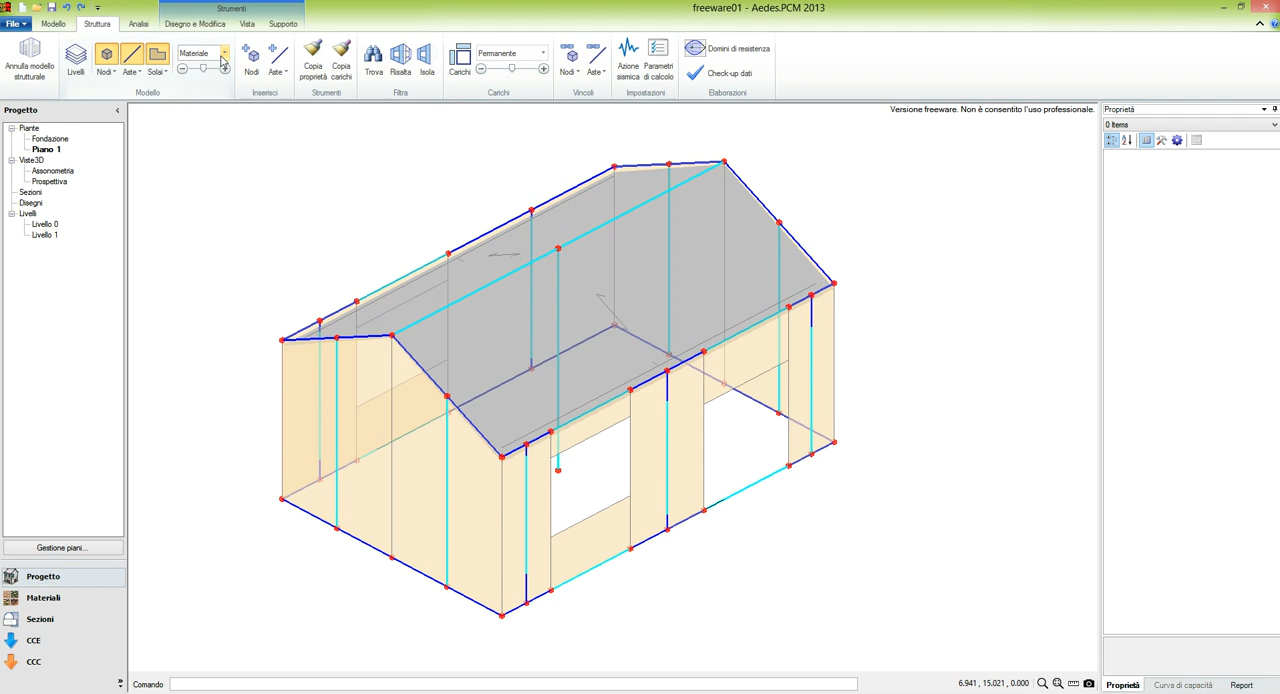 Strumenti
freeware01 - Aedes.PCM 2013
File
Modello
Struttura
Analisi
Disegno e Modifica
Vista
Supporto
Annulla modello
strutturale
Livelli
Nodi
Aste
Solai
Materiale
Modello
Nodi
Aste
Inserisci
Copia
proprietà
Copia
carichi
Strumenti
Trova
Risalta
Isola
Filtra
Carichi
Permanente
Carichi
Nodi
Aste
Vincoli
Azione
sismica
Parametri
di calcolo
Impostazioni
Domini di resistenza
Check-up dati
Elaborazioni
Progetto
Piante
Fondazione
Piano 1
Viste3D
Assonometria
Prospettiva
Sezioni
Disegni
Livelli
Livello 0
Livello 1
Gestione piani...
Progetto
Materiali
Sezioni
CCE
CCC
Versione freeware. Non è consentito l'uso professionale.
Proprietà
0 Items
Comando
6.941 , 15.021 , 0.000
Proprietà
Curva di capacità
Report